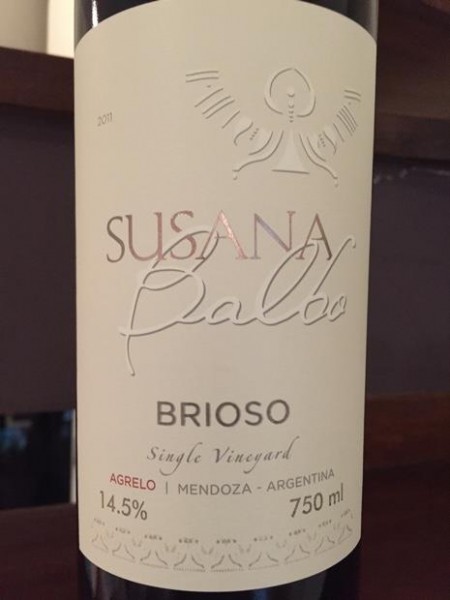 2011
SUSANA
Balbo
BRIOSO
Single Vineyard
AGRELO | MENDOZA - ARGENTINA
14.5% 750 ml